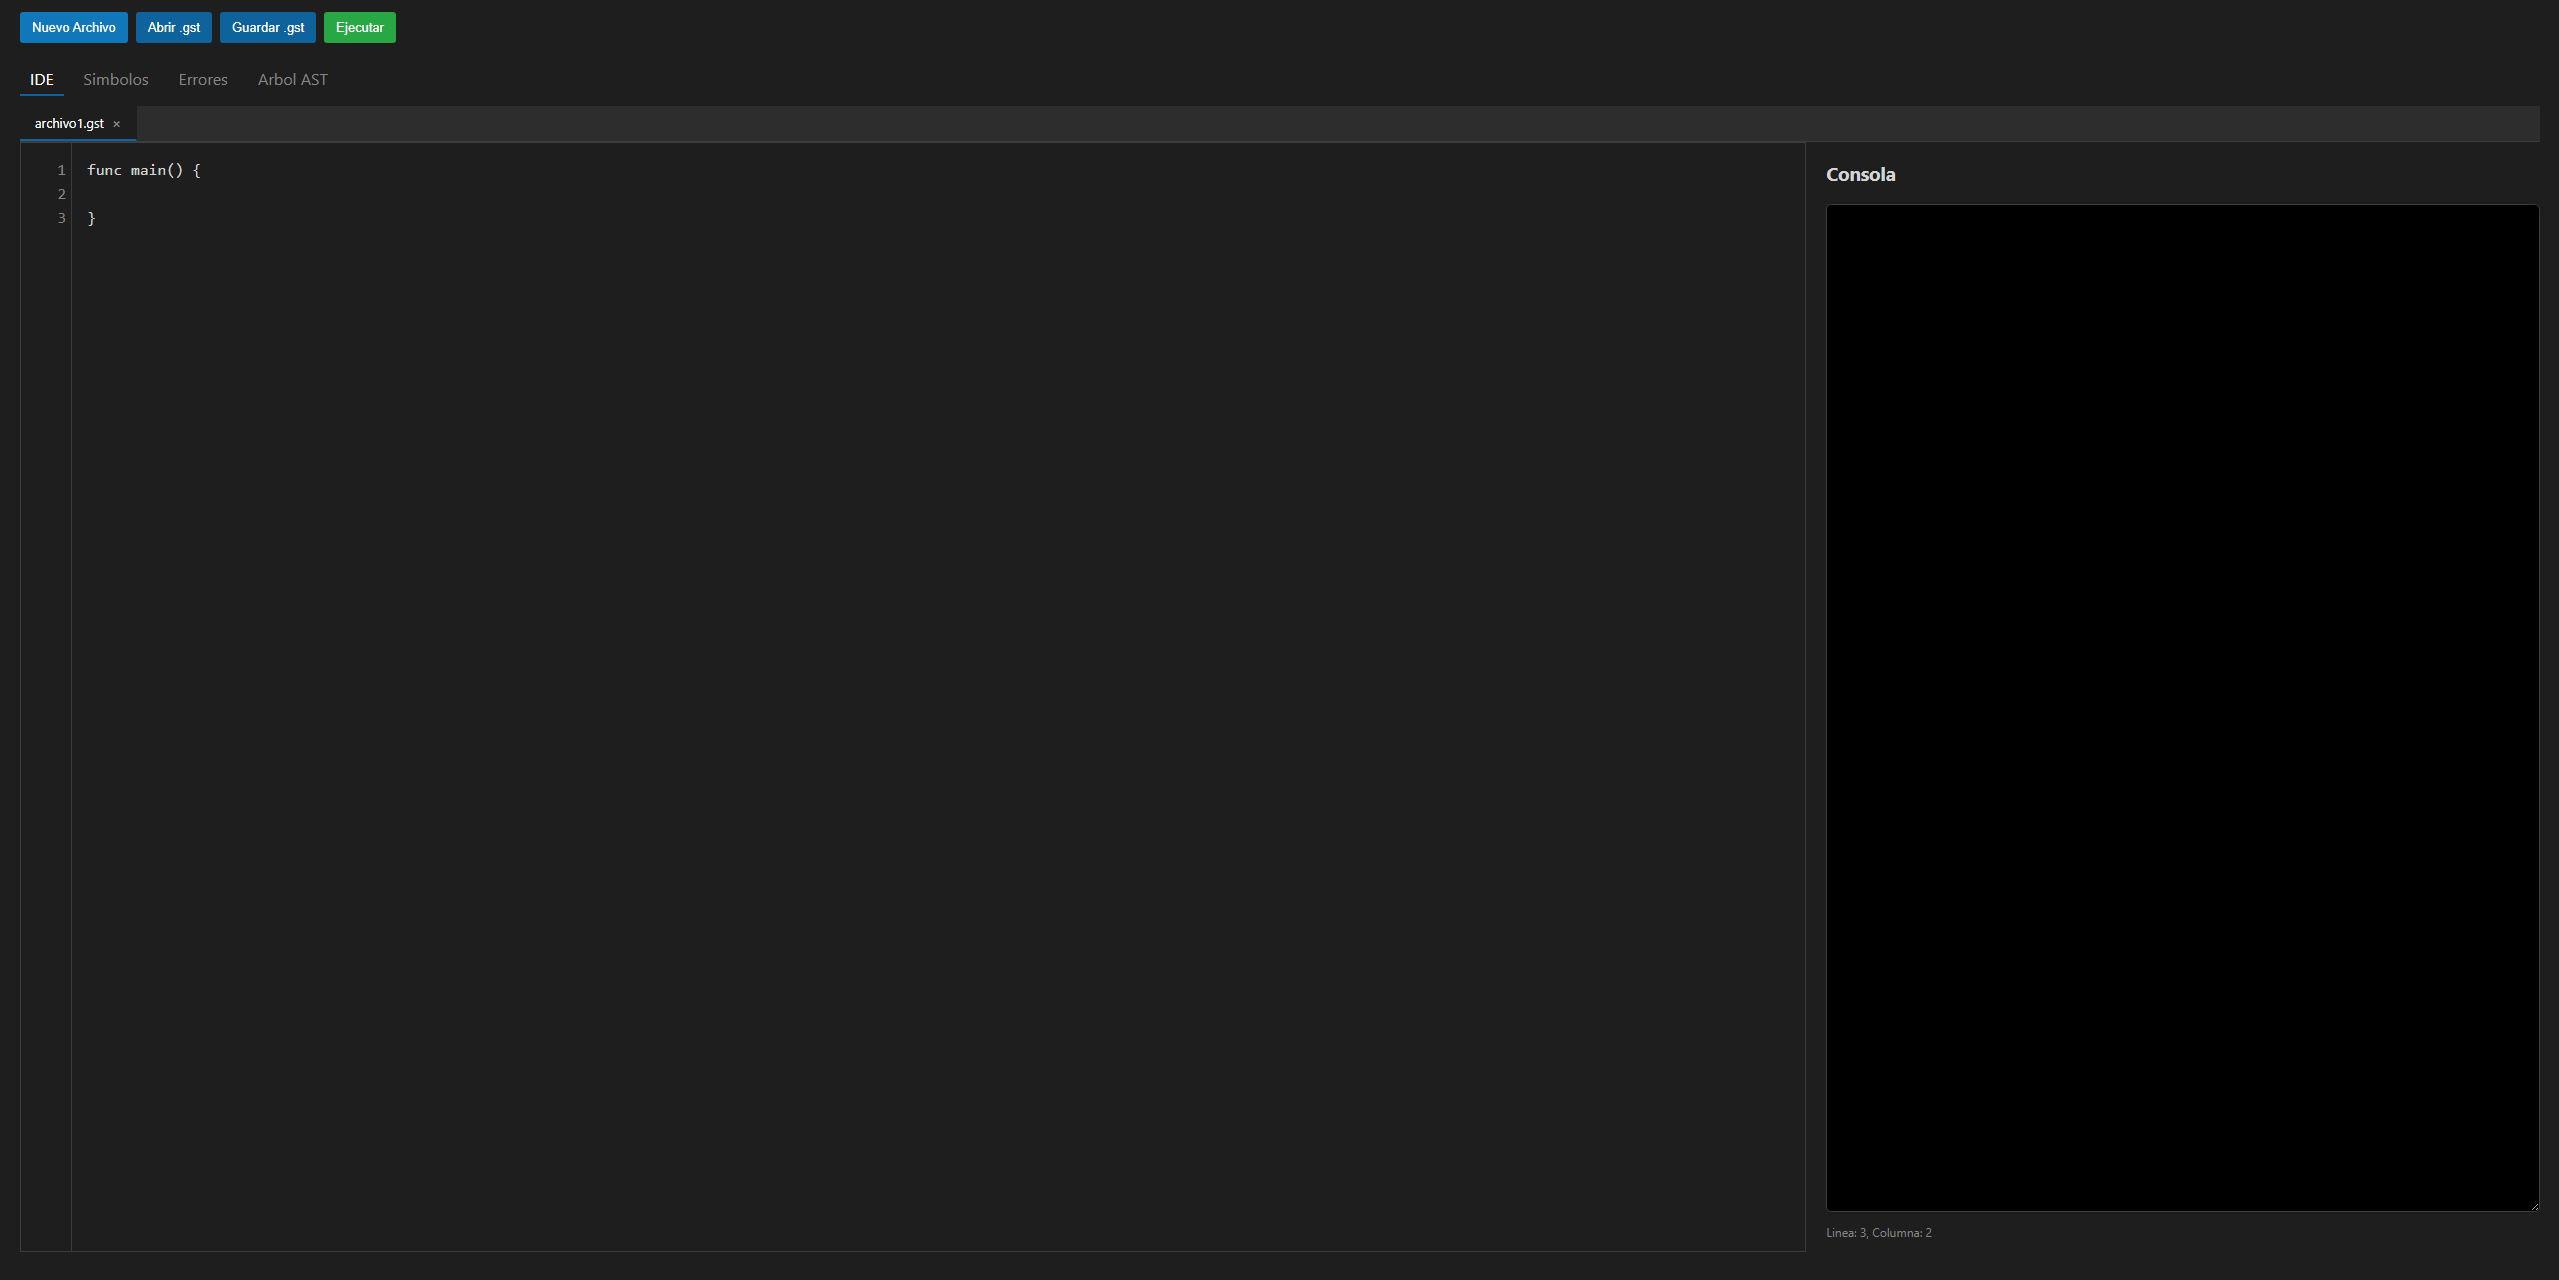 Nuevo Archivo Abrir .gst Guardar .gst Ejecutar
IDE Simbolos Errores Arbol AST
archivo1.gst ×
1 func main() {
2
3 }
Consola
Linea: 3, Columna: 2